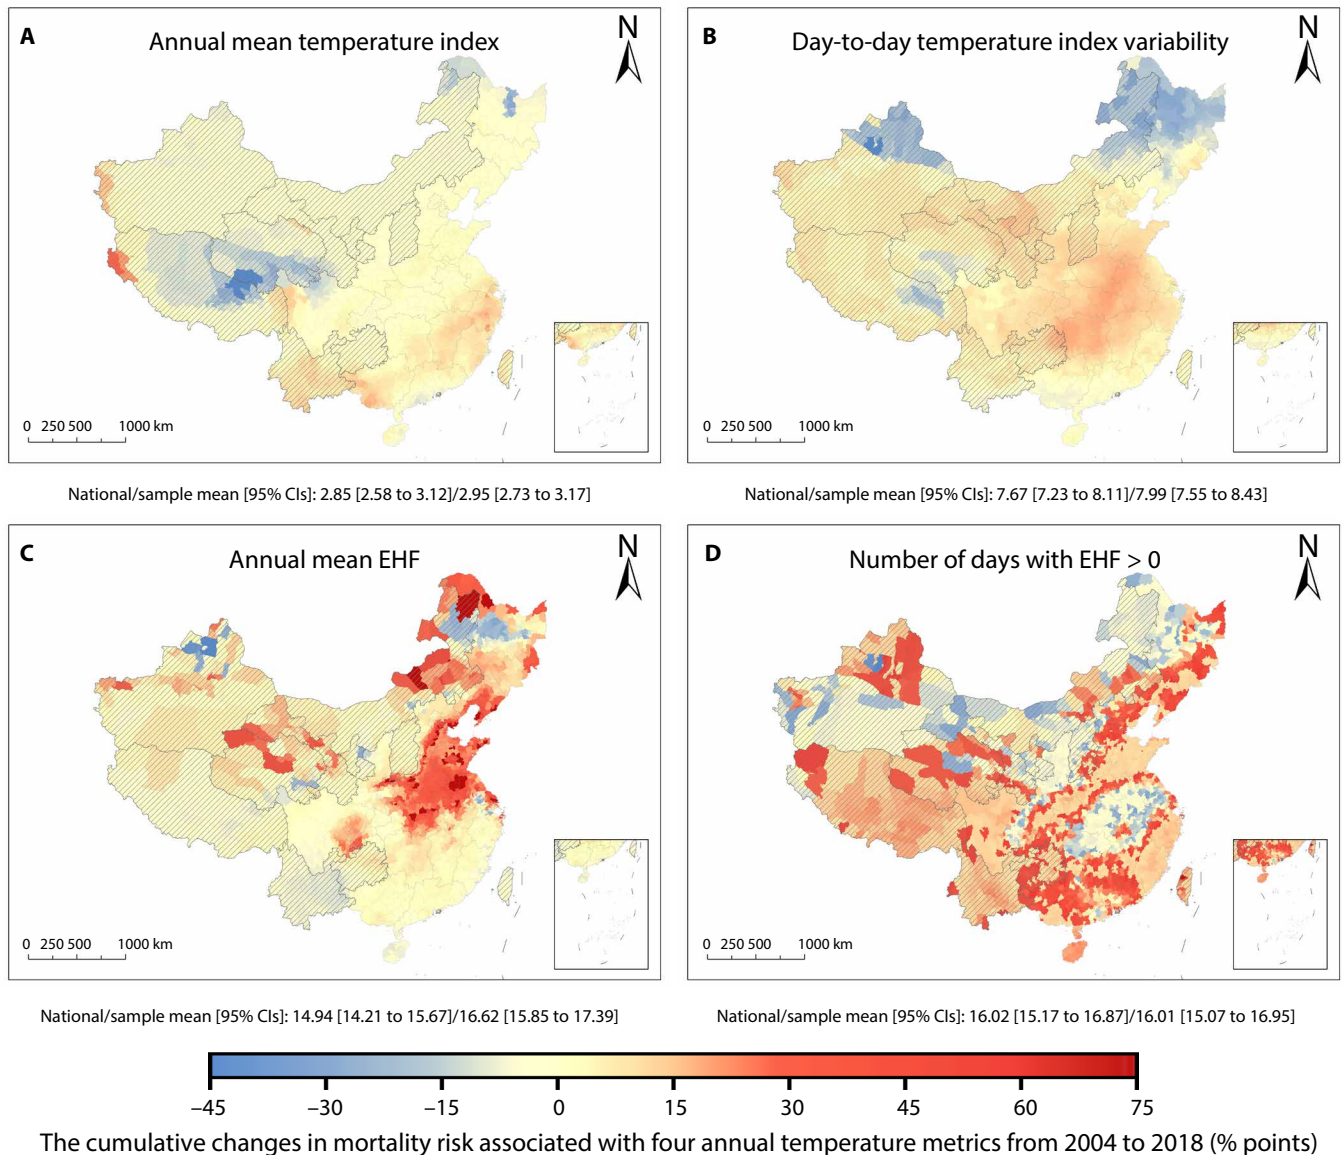 A
Annual mean temperature index
N
0 250 500 1000 km
National/sample mean [95% CIs]: 2.85 [2.58 to 3.12]/2.95 [2.73 to 3.17]
B
Day-to-day temperature index variability
N
0 250 500 1000 km
National/sample mean [95% CIs]: 7.67 [7.23 to 8.11]/7.99 [7.55 to 8.43]
C
Annual mean EHF
N
0 250 500 1000 km
National/sample mean [95% CIs]: 14.94 [14.21 to 15.67]/16.62 [15.85 to 17.39]
D
Number of days with EHF > 0
N
0 250 500 1000 km
National/sample mean [95% CIs]: 16.02 [15.17 to 16.87]/16.01 [15.07 to 16.95]
−45 −30 −15 0 15 30 45 60 75
The cumulative changes in mortality risk associated with four annual temperature metrics from 2004 to 2018 (% points)